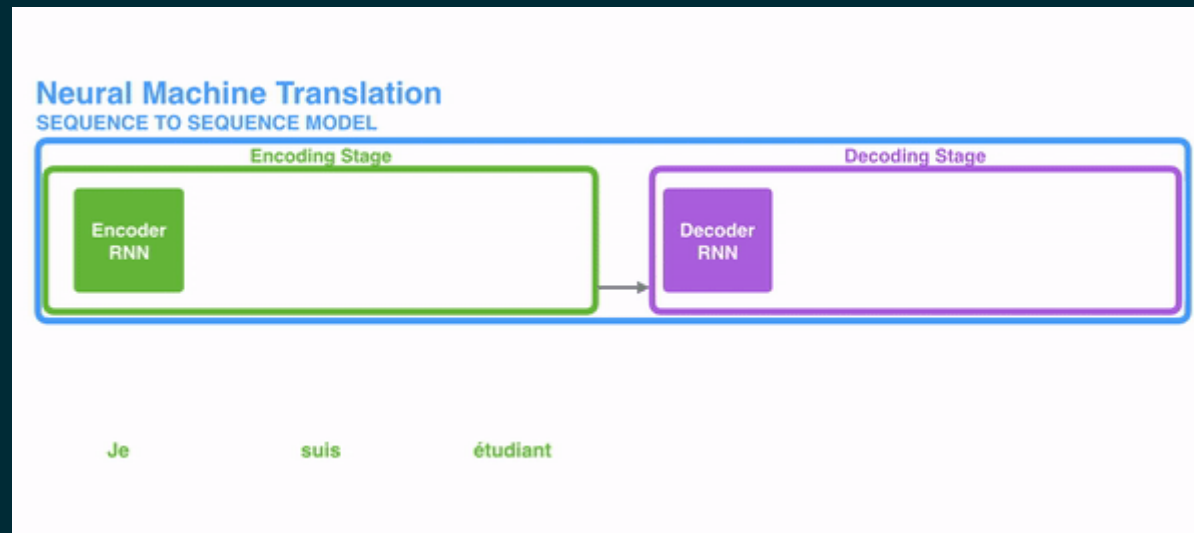 Neural Machine Translation
SEQUENCE TO SEQUENCE MODEL
Encoding Stage
Decoding Stage
Encoder
RNN
Decoder
RNN
Je suis étudiant